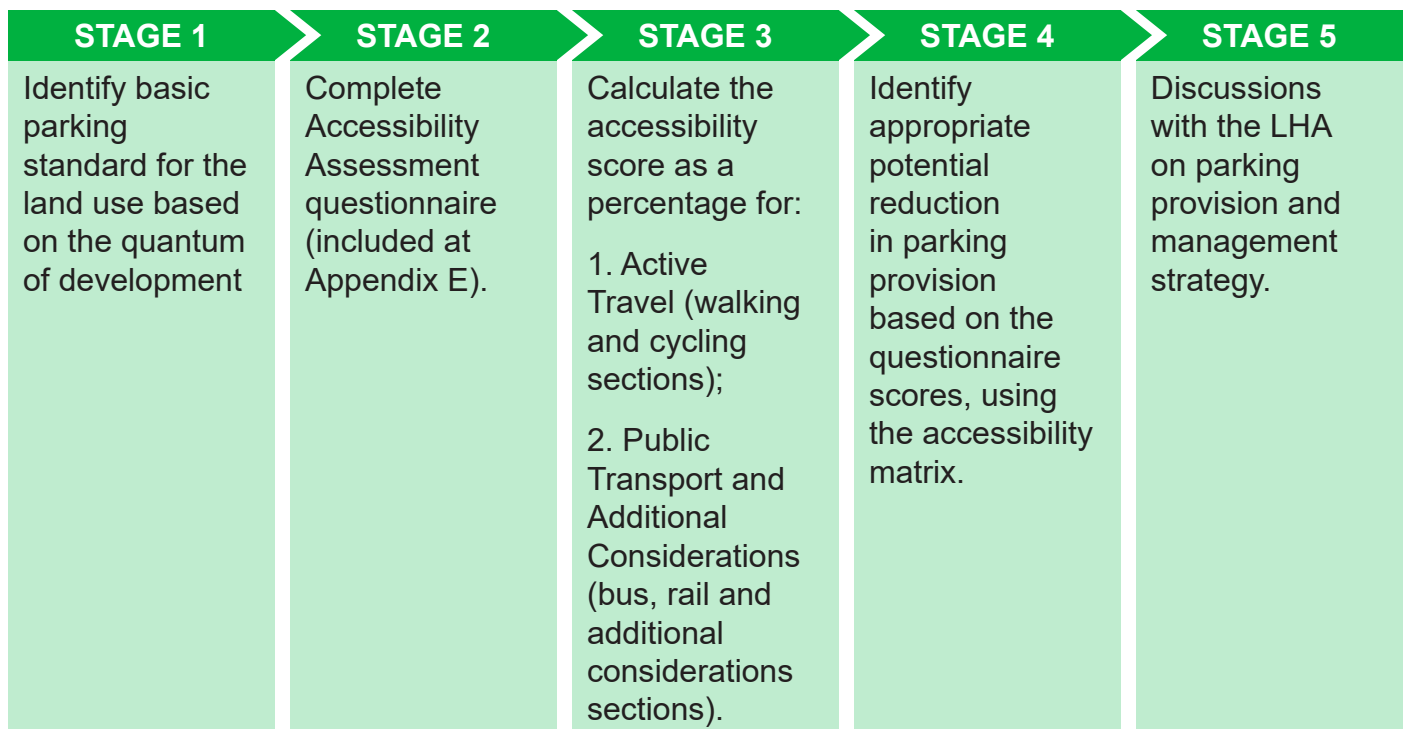 STAGE 1
Identify basic
parking
standard for the
land use based
on the quantum
of development
STAGE 2
Complete
Accessibility
Assessment
questionnaire
(included at
Appendix E).
STAGE 3
Calculate the
accessibility
score as a
percentage for:
1. Active
Travel (walking
and cycling
sections);
2. Public
Transport and
Additional
Considerations
(bus, rail and
additional
considerations
sections).
STAGE 4
Identify
appropriate
potential
reduction
in parking
provision
based on the
questionnaire
scores, using
the accessibility
matrix.
STAGE 5
Discussions
with the LHA
on parking
provision and
management
strategy.